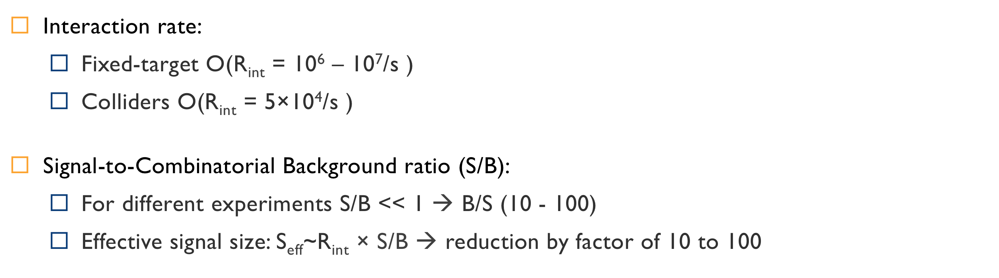 Interaction rate:
Fixed-target O(R_int = 10⁶ – 10⁷/s )
Colliders O(R_int = 5×10⁴/s )
Signal-to-Combinatorial Background ratio (S/B):
For different experiments S/B << 1 → B/S (10 - 100)
Effective signal size: S_eff~R_int × S/B → reduction by factor of 10 to 100